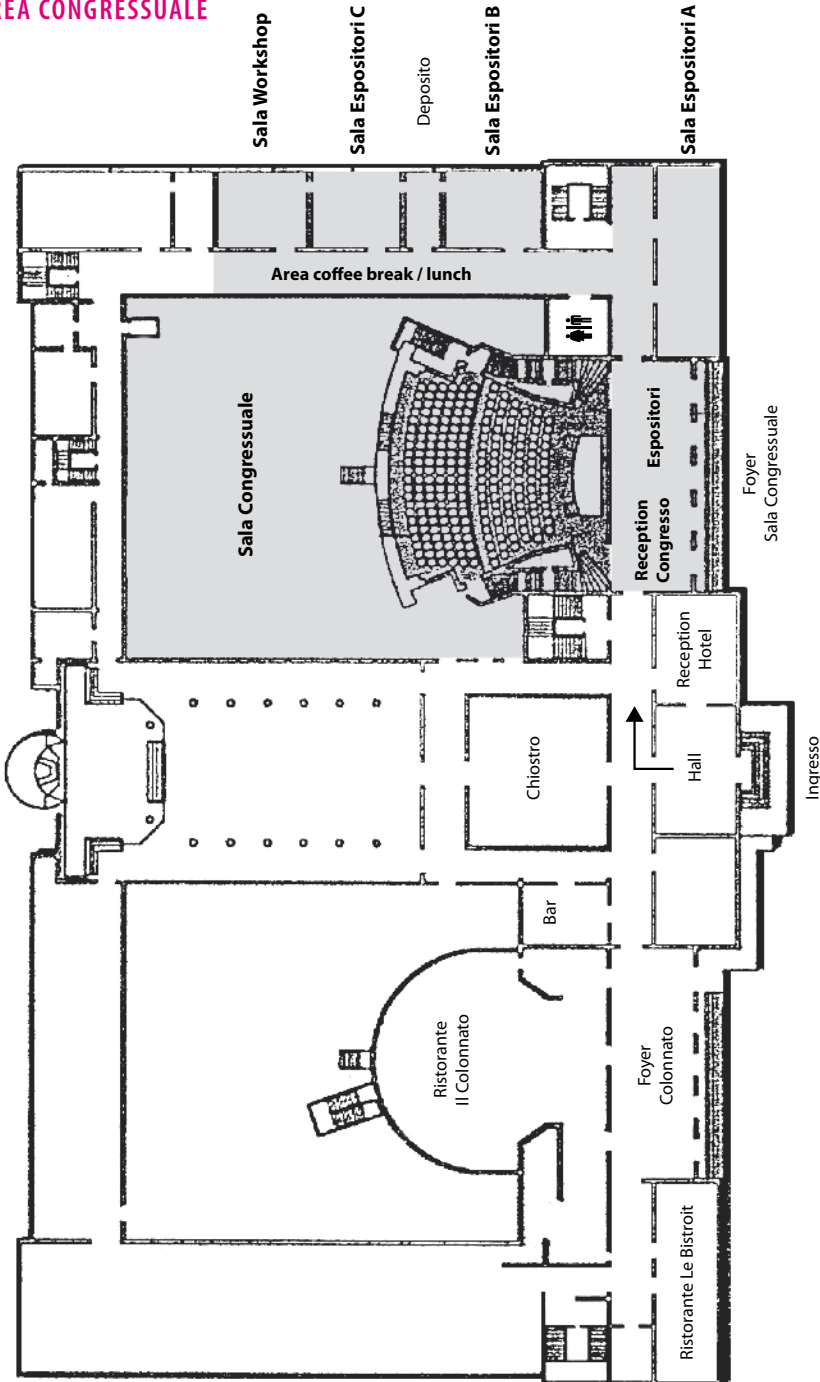 REA CONGRESSUALE
Sala Workshop
Sala Espositori C
Deposito
Sala Espositori B
Sala Espositori A
Area coffee break / lunch
Sala Congressuale
Espositori
Reception
Congresso
Foyer
Sala Congressuale
Reception
Hotel
Chiostro
Hall
Ingresso
Bar
Ristorante
Il Colonnato
Foyer
Colonnato
Ristorante Le Bistroit